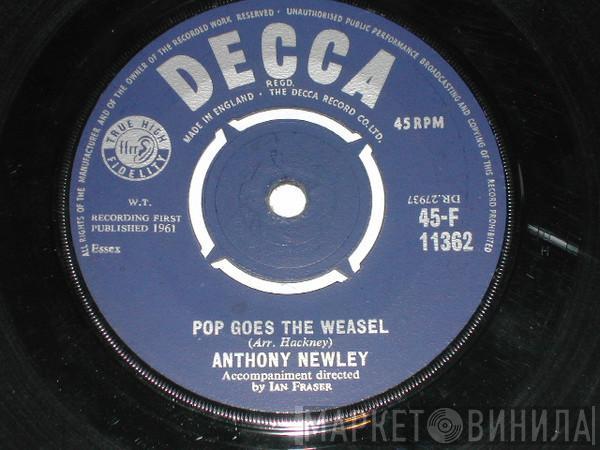 ALL RIGHTS OF THE MANUFACTURER AND OF THE OWNER OF THE RECORDED WORK RESERVED · UNAUTHORISED PUBLIC PERFORMANCE BROADCASTING AND COPYING OF THIS RECORD PROHIBITED
DECCA
REGD.
MADE IN ENGLAND · THE DECCA RECORD CO. LTD.
TRUE HIGH
ffrr
FIDELITY
45 RPM
W.T.
RECORDING FIRST
PUBLISHED 1961
Essex
DR.27937
45-F
11362
POP GOES THE WEASEL
(Arr. Hackney)
ANTHONY NEWLEY
Accompaniment directed
by IAN FRASER
МАРКЕТ ВИНИЛА